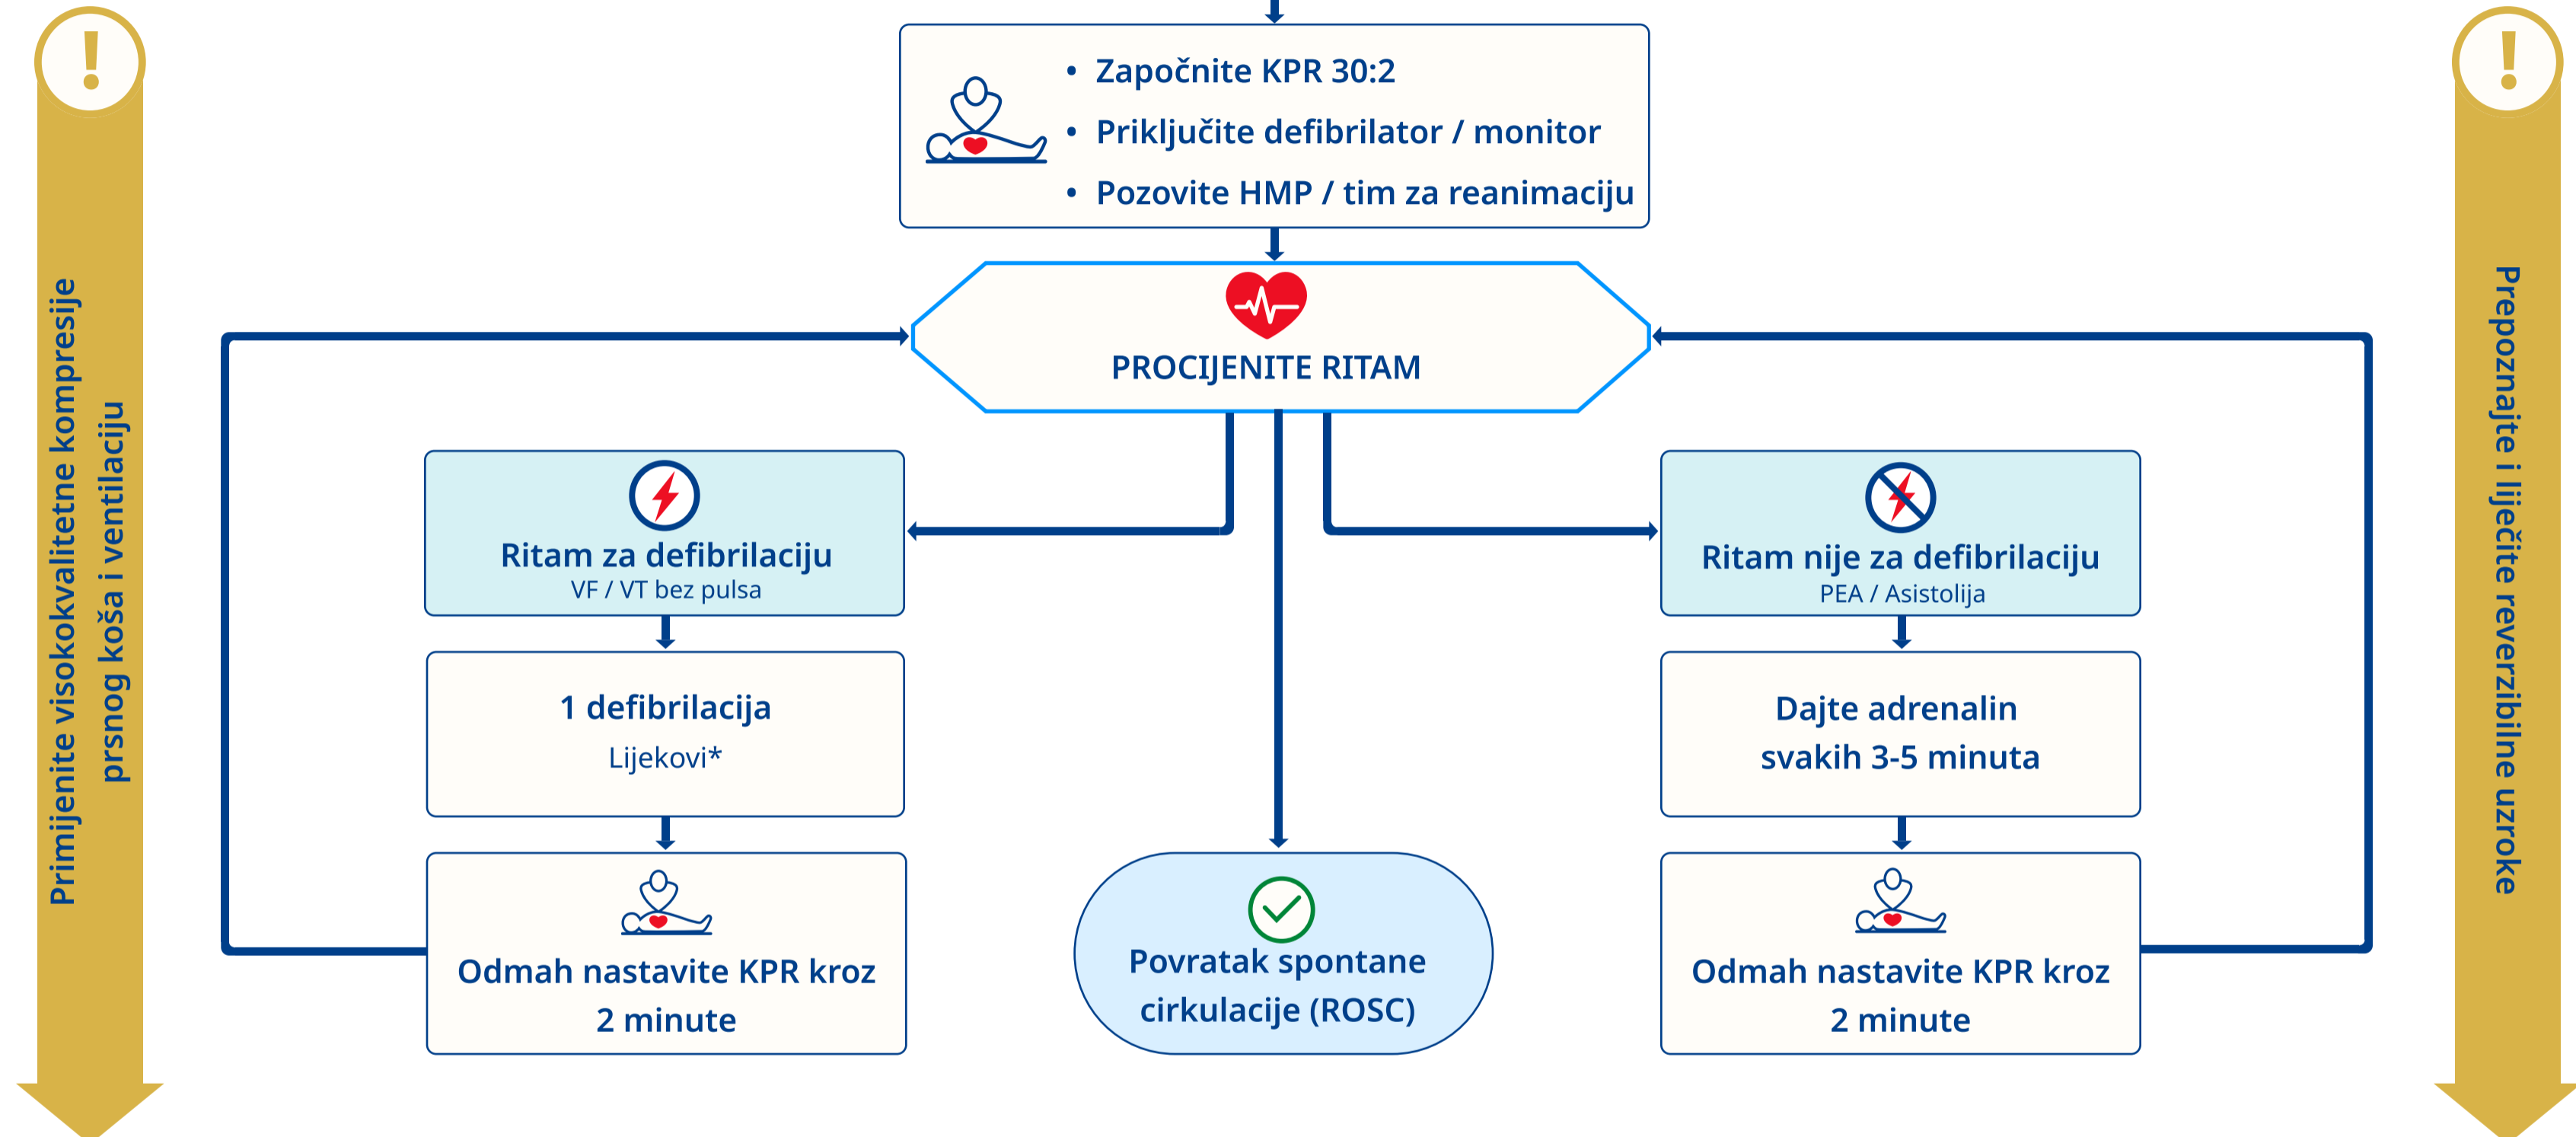 !
!
• Započnite KPR 30:2
• Priključite defibrilator / monitor
• Pozovite HMP / tim za reanimaciju
PROCIJENITE RITAM
Primijenite visokokvalitetne kompresije
prsnog koša i ventilaciju
Ritam za defibrilaciju
VF / VT bez pulsa
1 defibrilacija
Lijekovi*
Odmah nastavite KPR kroz
2 minute
Povratak spontane
cirkulacije (ROSC)
Ritam nije za defibrilaciju
PEA / Asistolija
Dajte adrenalin
svakih 3-5 minuta
Odmah nastavite KPR kroz
2 minute
Prepoznajte i liječite reverzibilne uzroke